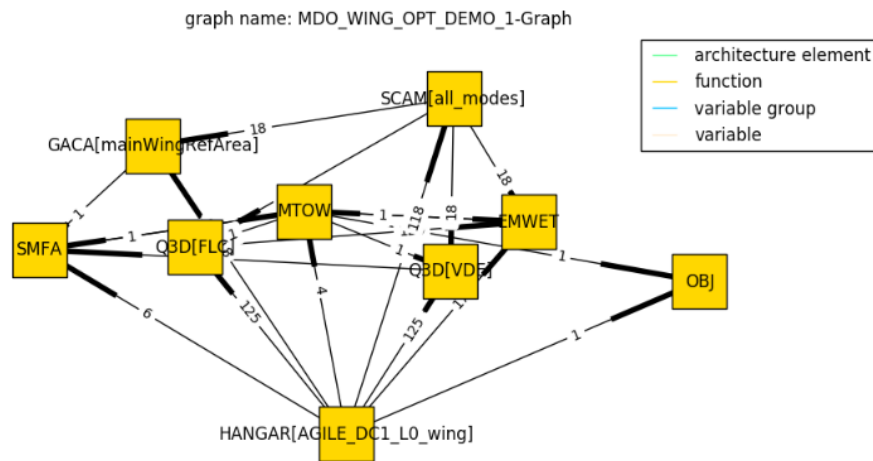 graph name: MDO_WING_OPT_DEMO_1-Graph
architecture element
function
variable group
variable
SCAM[all_modes]
18
GACA[mainWingRefArea]
18
1
MTOW
1
EMWET
118
18
1
1
SMFA
Q3D[FLC]
1
Q3D[VDE]
1
OBJ
6
125
4
125
1
HANGAR[AGILE_DC1_L0_wing]